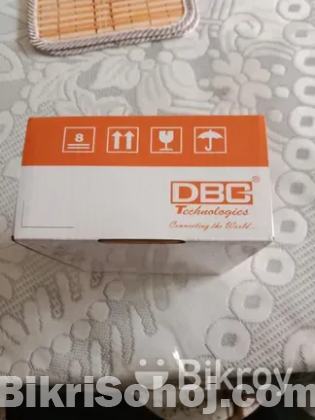 8
DBC®
Technologies
Connecting the World...
Bikroy
BikriSohoj.com